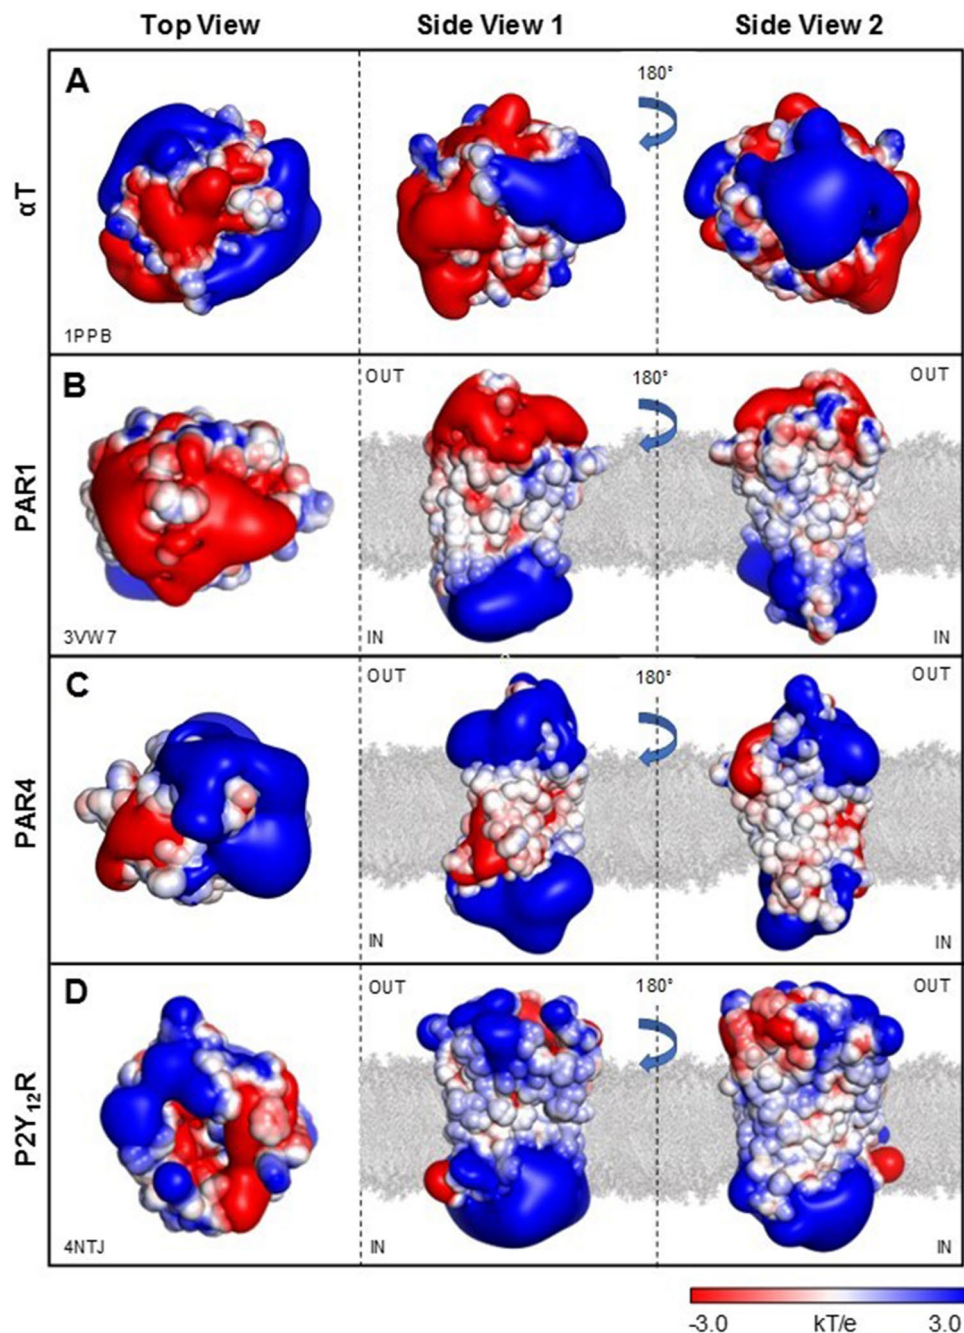 Top View Side View 1 Side View 2
A
αT
180°
1PPB
B
PAR1
OUT
180°
OUT
3VW7
IN
IN
C
PAR4
OUT
180°
OUT
IN
IN
D
P2Y12R
OUT
180°
OUT
4NTJ
IN
IN
-3.0 kT/e 3.0